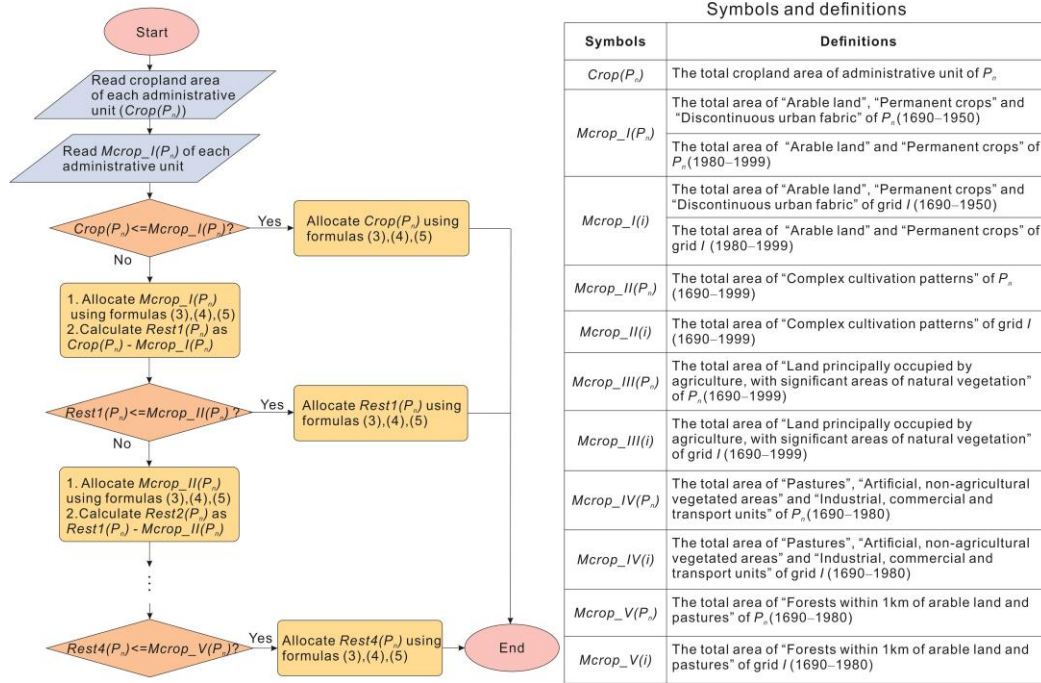 Start
Read cropland area
of each administrative
unit (Crop(Pₙ))
Read Mcrop_I(Pₙ) of each
administrative unit
Crop(Pₙ)<=Mcrop_I(Pₙ)?
Yes
Allocate Crop(Pₙ) using
formulas (3),(4),(5)
No
1. Allocate Mcrop_I(Pₙ)
using formulas (3),(4),(5)
2.Calculate Rest1(Pₙ) as
Crop(Pₙ) - Mcrop_I(Pₙ)
Rest1(Pₙ)<=Mcrop_II(Pₙ)?
Yes
Allocate Rest1(Pₙ) using
formulas (3),(4),(5)
No
1. Allocate Mcrop_II(Pₙ)
using formulas (3),(4),(5)
2.Calculate Rest2(Pₙ) as
Rest1(Pₙ) - Mcrop_II(Pₙ)
Rest4(Pₙ)<=Mcrop_V(Pₙ)?
Yes
Allocate Rest4(Pₙ) using
formulas (3),(4),(5)
End
Symbols and definitions
Symbols Definitions
Crop(Pₙ) The total cropland area of administrative unit of Pₙ
Mcrop_I(Pₙ)
The total area of “Arable land”, “Permanent crops” and
“Discontinuous urban fabric” of Pₙ (1690–1950)
The total area of “Arable land” and “Permanent crops” of
Pₙ (1980–1999)
Mcrop_I(i)
The total area of “Arable land”, “Permanent crops” and
“Discontinuous urban fabric” of grid I (1690–1950)
The total area of “Arable land” and “Permanent crops” of
grid I (1980–1999)
Mcrop_II(Pₙ)
The total area of “Complex cultivation patterns” of Pₙ
(1690–1999)
Mcrop_II(i)
The total area of “Complex cultivation patterns” of grid I
(1690–1999)
Mcrop_III(Pₙ)
The total area of “Land principally occupied by
agriculture, with significant areas of natural vegetation”
of Pₙ (1690–1999)
Mcrop_III(i)
The total area of “Land principally occupied by
agriculture, with significant areas of natural vegetation”
of grid I (1690–1999)
Mcrop_IV(Pₙ)
The total area of “Pastures”, “Artificial, non-agricultural
vegetated areas” and “Industrial, commercial and
transport units” of Pₙ (1690–1980)
Mcrop_IV(i)
The total area of “Pastures”, “Artificial, non-agricultural
vegetated areas” and “Industrial, commercial and
transport units” of grid I (1690–1980)
Mcrop_V(Pₙ)
The total area of “Forests within 1km of arable land and
pastures” of Pₙ (1690–1980)
Mcrop_V(i)
The total area of “Forests within 1km of arable land and
pastures” of grid I (1690–1980)